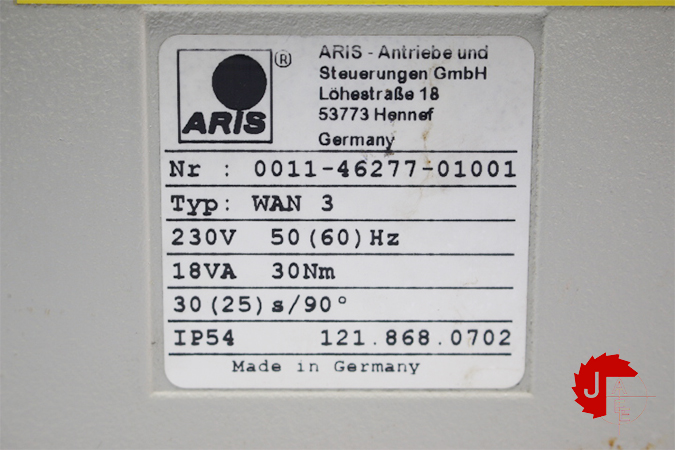 ARIS
®
ARIS - Antriebe und
Steuerungen GmbH
Löhestraße 18
53773 Hennef
Germany
Nr : 0011-46277-01001
Typ: WAN 3
230V 50(60)Hz
18VA 30Nm
30(25)s/90°
IP54 121.868.0702
Made in Germany
J